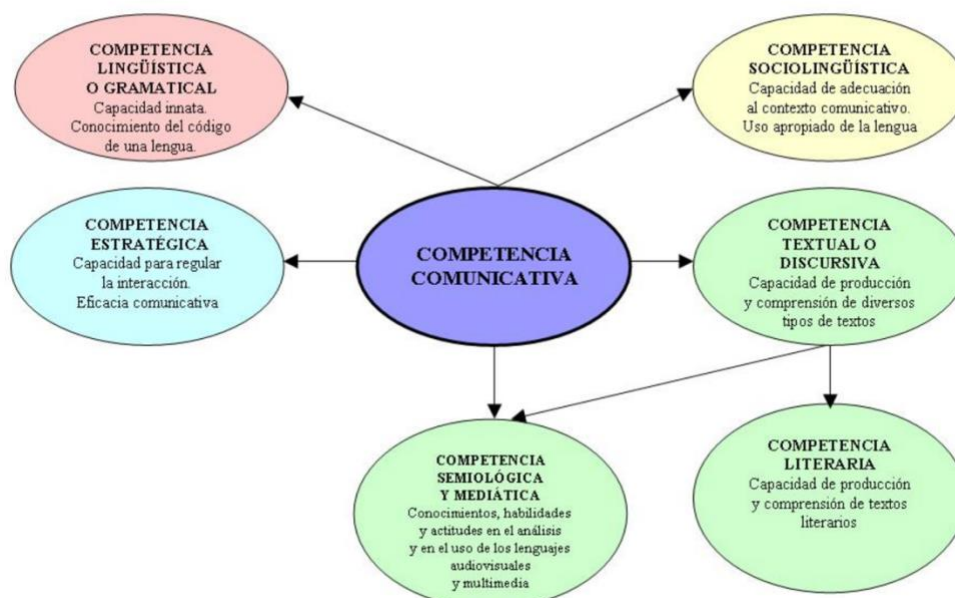 COMPETENCIA
LINGÜÍSTICA
O GRAMATICAL
Capacidad innata.
Conocimiento del código
de una lengua.
COMPETENCIA
SOCIOLINGÜÍSTICA
Capacidad de adecuación
al contexto comunicativo.
Uso apropiado de la lengua
COMPETENCIA
ESTRATÉGICA
Capacidad para regular
la interacción.
Eficacia comunicativa
COMPETENCIA
COMUNICATIVA
COMPETENCIA
TEXTUAL O
DISCURSIVA
Capacidad de producción
y comprensión de diversos
tipos de textos
COMPETENCIA
SEMIOLÓGICA
Y MEDIÁTICA
Conocimientos, habilidades
y actitudes en el análisis
y en el uso de los lenguajes
audiovisuales
y multimedia
COMPETENCIA
LITERARIA
Capacidad de producción
y comprensión de textos
literarios